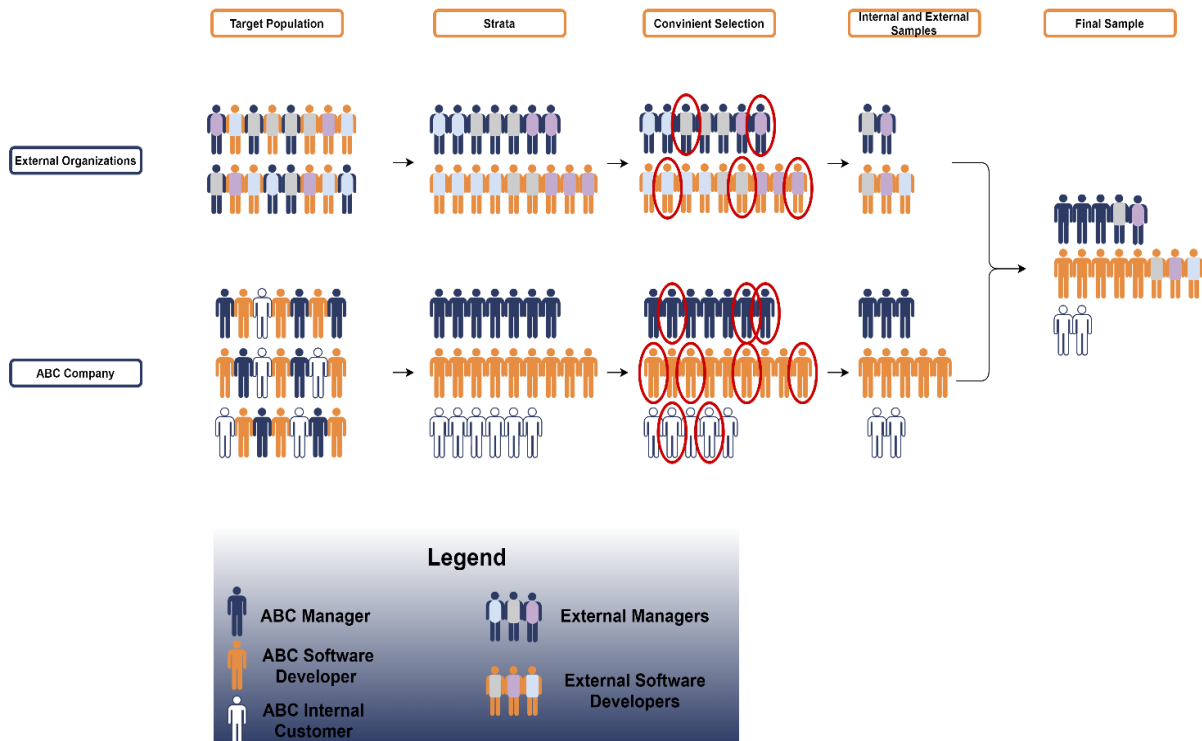 Target Population
Strata
Convinient Selection
Internal and External
Samples
Final Sample
External Organizations
ABC Company
Legend
ABC Manager
ABC Software
Developer
ABC Internal
Customer
External Managers
External Software
Developers